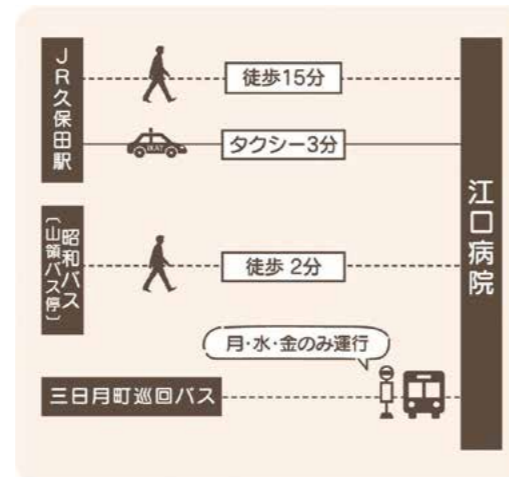 JR久保田駅
徒歩15分
タクシー3分
昭和バス
〔山領バス停〕
徒歩 2分
月・水・金のみ運行
三日月町巡回バス
江口病院